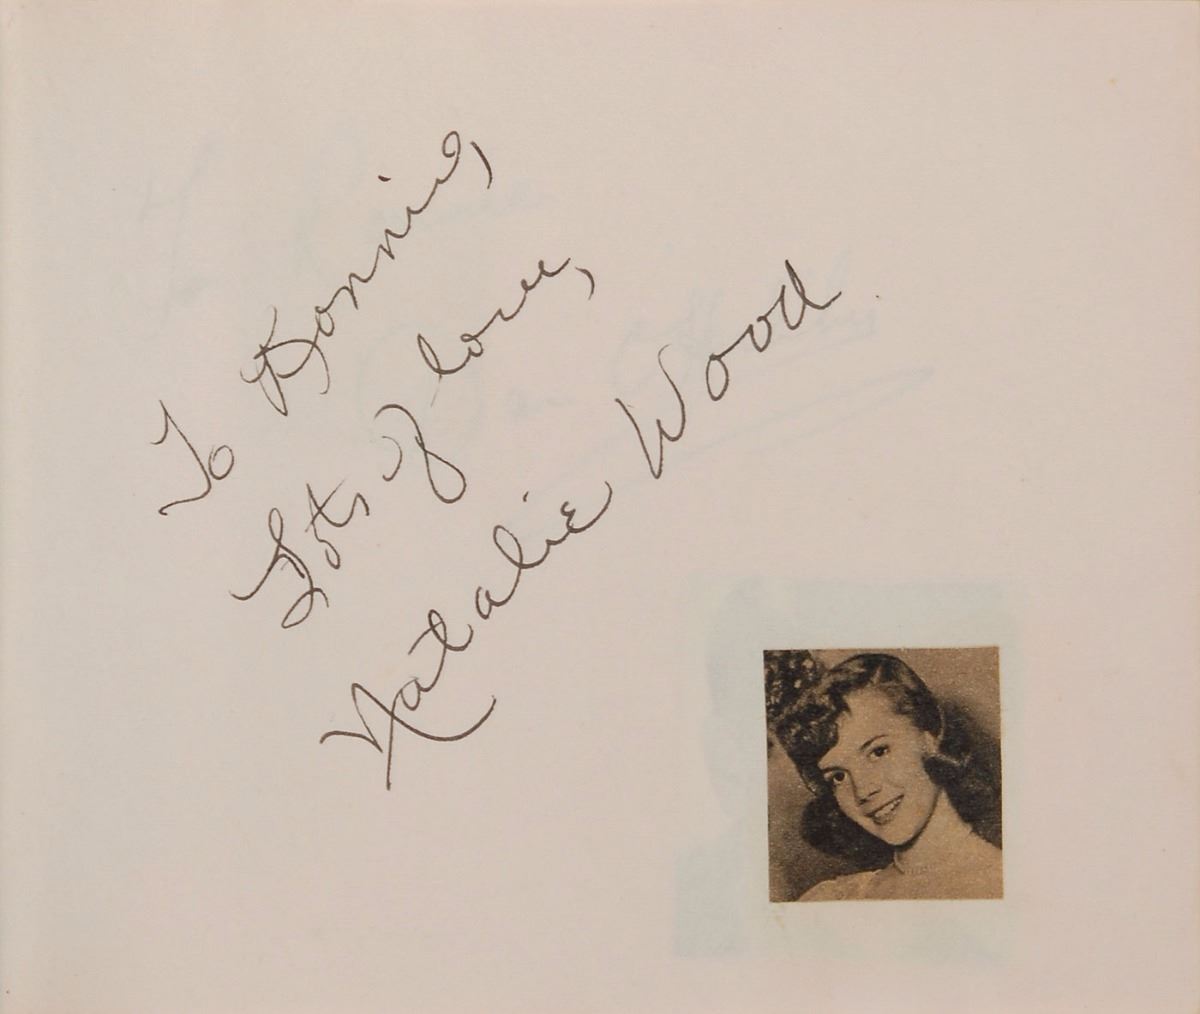 To Bonnie,
Lots of love,
Natalie Wood